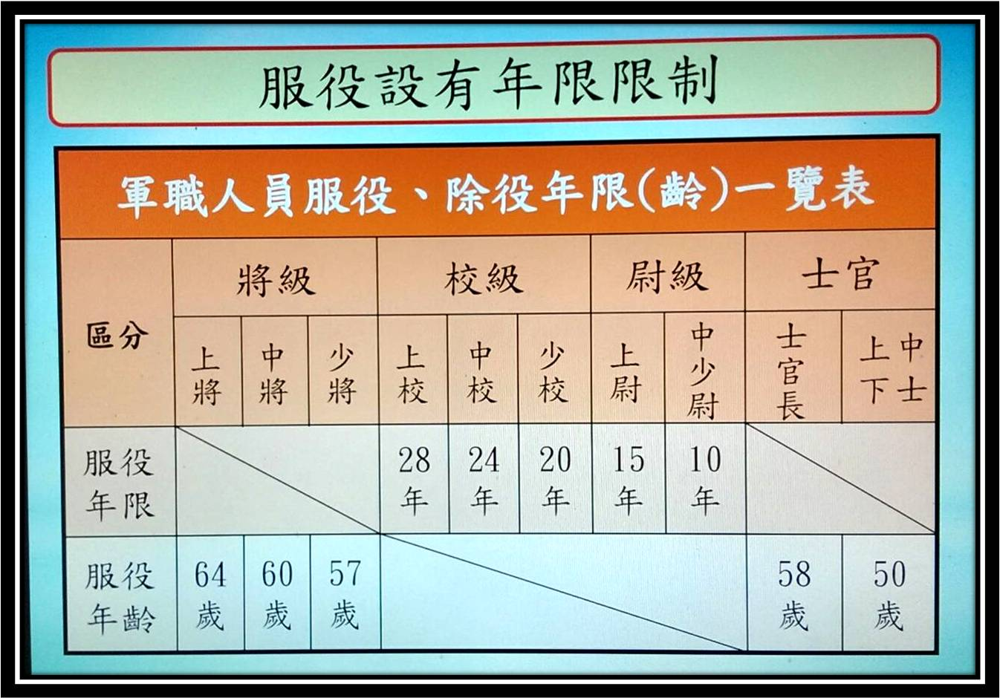 服役設有年限限制
軍職人員服役、除役年限(齡)一覽表
區分 將級 校級 尉級 士官
上將 中將 少將 上校 中校 少校 上尉 中少尉 士官長 上中下士
服役年限 28年 24年 20年 15年 10年
服役年齡 64歲 60歲 57歲 58歲 50歲